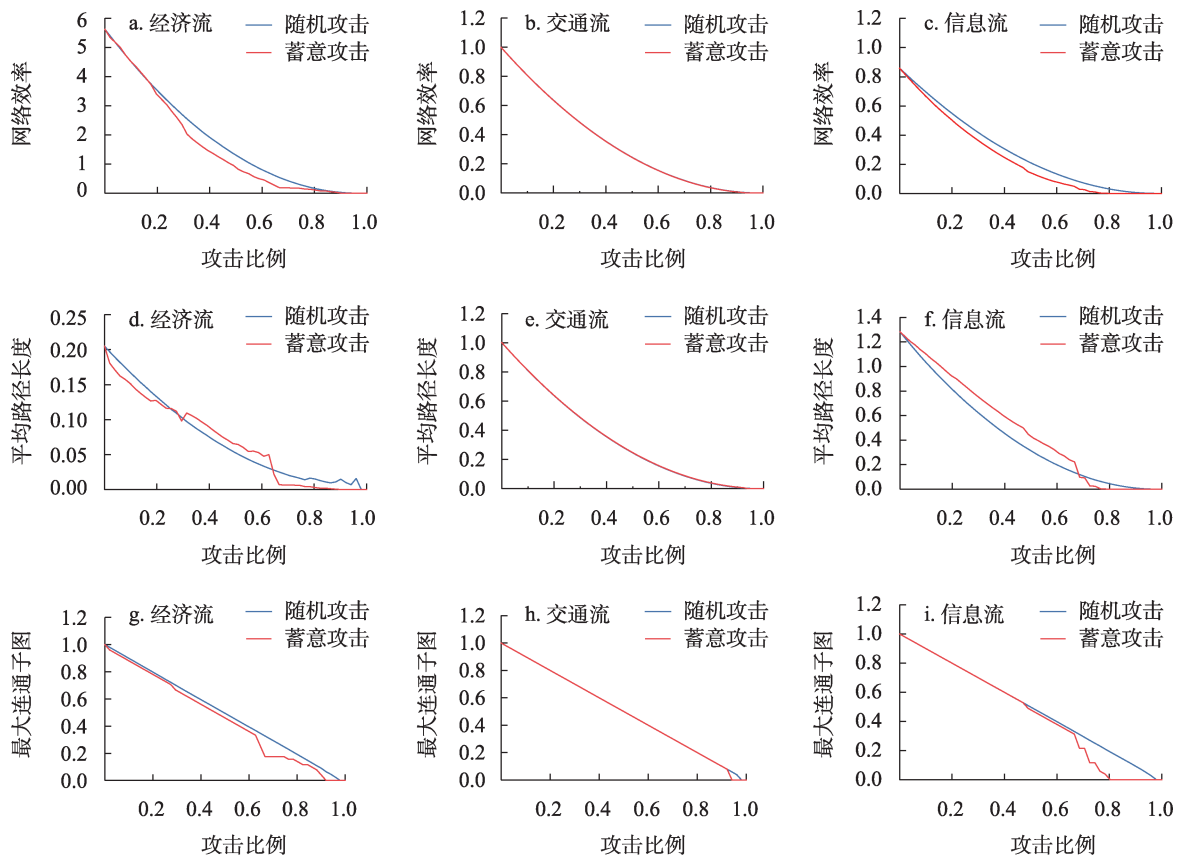 a. 经济流
随机攻击
蓄意攻击
网络效率
6
5
4
3
2
1
0
0.2 0.4 0.6 0.8 1.0
攻击比例
b. 交通流
随机攻击
蓄意攻击
网络效率
1.2
1.0
0.8
0.6
0.4
0.2
0.0
0.2 0.4 0.6 0.8 1.0
攻击比例
c. 信息流
随机攻击
蓄意攻击
网络效率
1.2
1.0
0.8
0.6
0.4
0.2
0.0
0.2 0.4 0.6 0.8 1.0
攻击比例
d. 经济流
随机攻击
蓄意攻击
平均路径长度
0.25
0.20
0.15
0.10
0.05
0.00
0.2 0.4 0.6 0.8 1.0
攻击比例
e. 交通流
随机攻击
蓄意攻击
平均路径长度
1.2
1.0
0.8
0.6
0.4
0.2
0.0
0.2 0.4 0.6 0.8 1.0
攻击比例
f. 信息流
随机攻击
蓄意攻击
平均路径长度
1.4
1.2
1.0
0.8
0.6
0.4
0.2
0.0
0.2 0.4 0.6 0.8 1.0
攻击比例
g. 经济流
随机攻击
蓄意攻击
最大连通子图
1.2
1.0
0.8
0.6
0.4
0.2
0.0
0.2 0.4 0.6 0.8 1.0
攻击比例
h. 交通流
随机攻击
蓄意攻击
最大连通子图
1.2
1.0
0.8
0.6
0.4
0.2
0.0
0.2 0.4 0.6 0.8 1.0
攻击比例
i. 信息流
随机攻击
蓄意攻击
最大连通子图
1.2
1.0
0.8
0.6
0.4
0.2
0.0
0.2 0.4 0.6 0.8 1.0
攻击比例